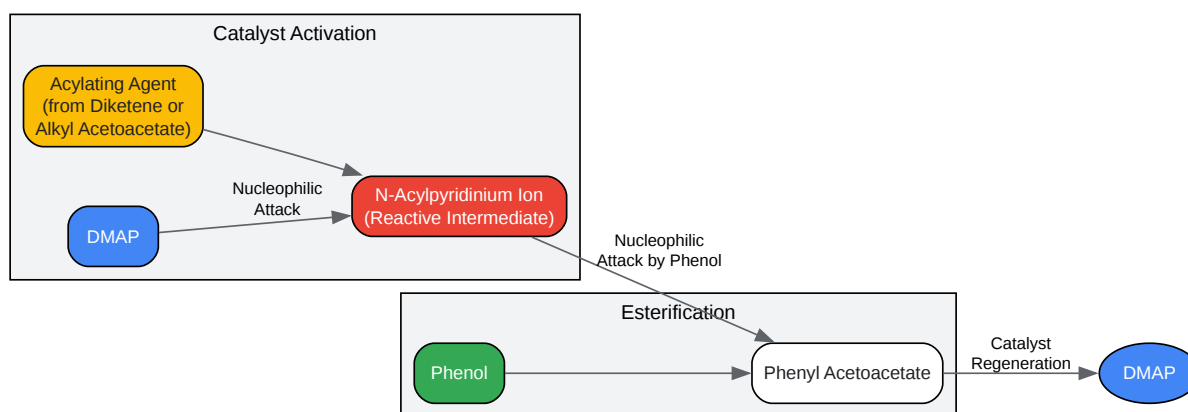 Catalyst Activation
Acylating Agent
(from Diketene or
Alkyl Acetoacetate)
Nucleophilic
Attack
DMAP
N-Acylpyridinium Ion
(Reactive Intermediate)
Nucleophilic
Attack by Phenol
Esterification
Phenol
Phenyl Acetoacetate
Catalyst
Regeneration
DMAP